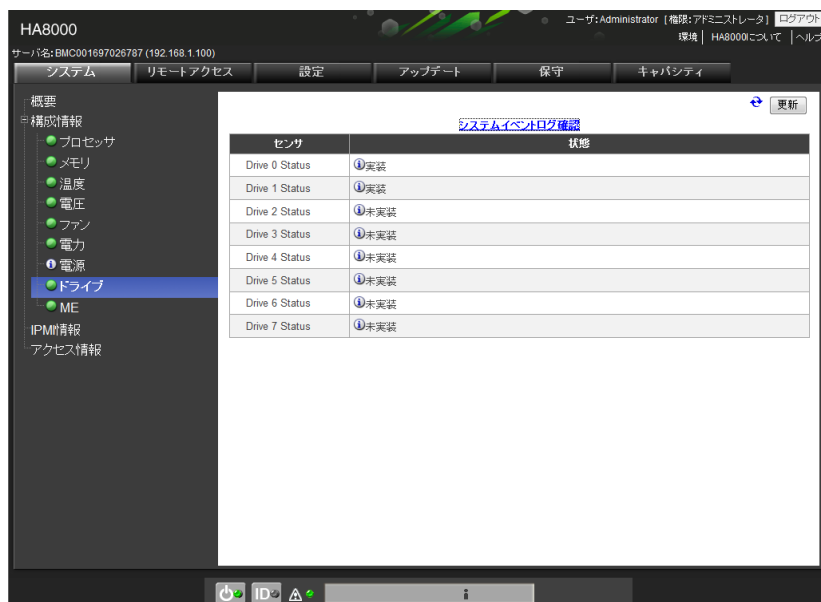 HA8000
ユーザ:Administrator [権限:アドミニストレータ] ログアウト
環境 HA8000について ヘルプ
サーバ名:BMC001697026787 (192.168.1.100)
システム リモートアクセス 設定 アップデート 保守 キャパシティ
概要
構成情報
プロセッサ
メモリ
温度
電圧
ファン
電力
電源
ドライブ
ME
IPMI情報
アクセス情報
更新
システムイベントログ確認
センサ 状態
Drive 0 Status 実装
Drive 1 Status 実装
Drive 2 Status 未実装
Drive 3 Status 未実装
Drive 4 Status 未実装
Drive 5 Status 未実装
Drive 6 Status 未実装
Drive 7 Status 未実装
ID